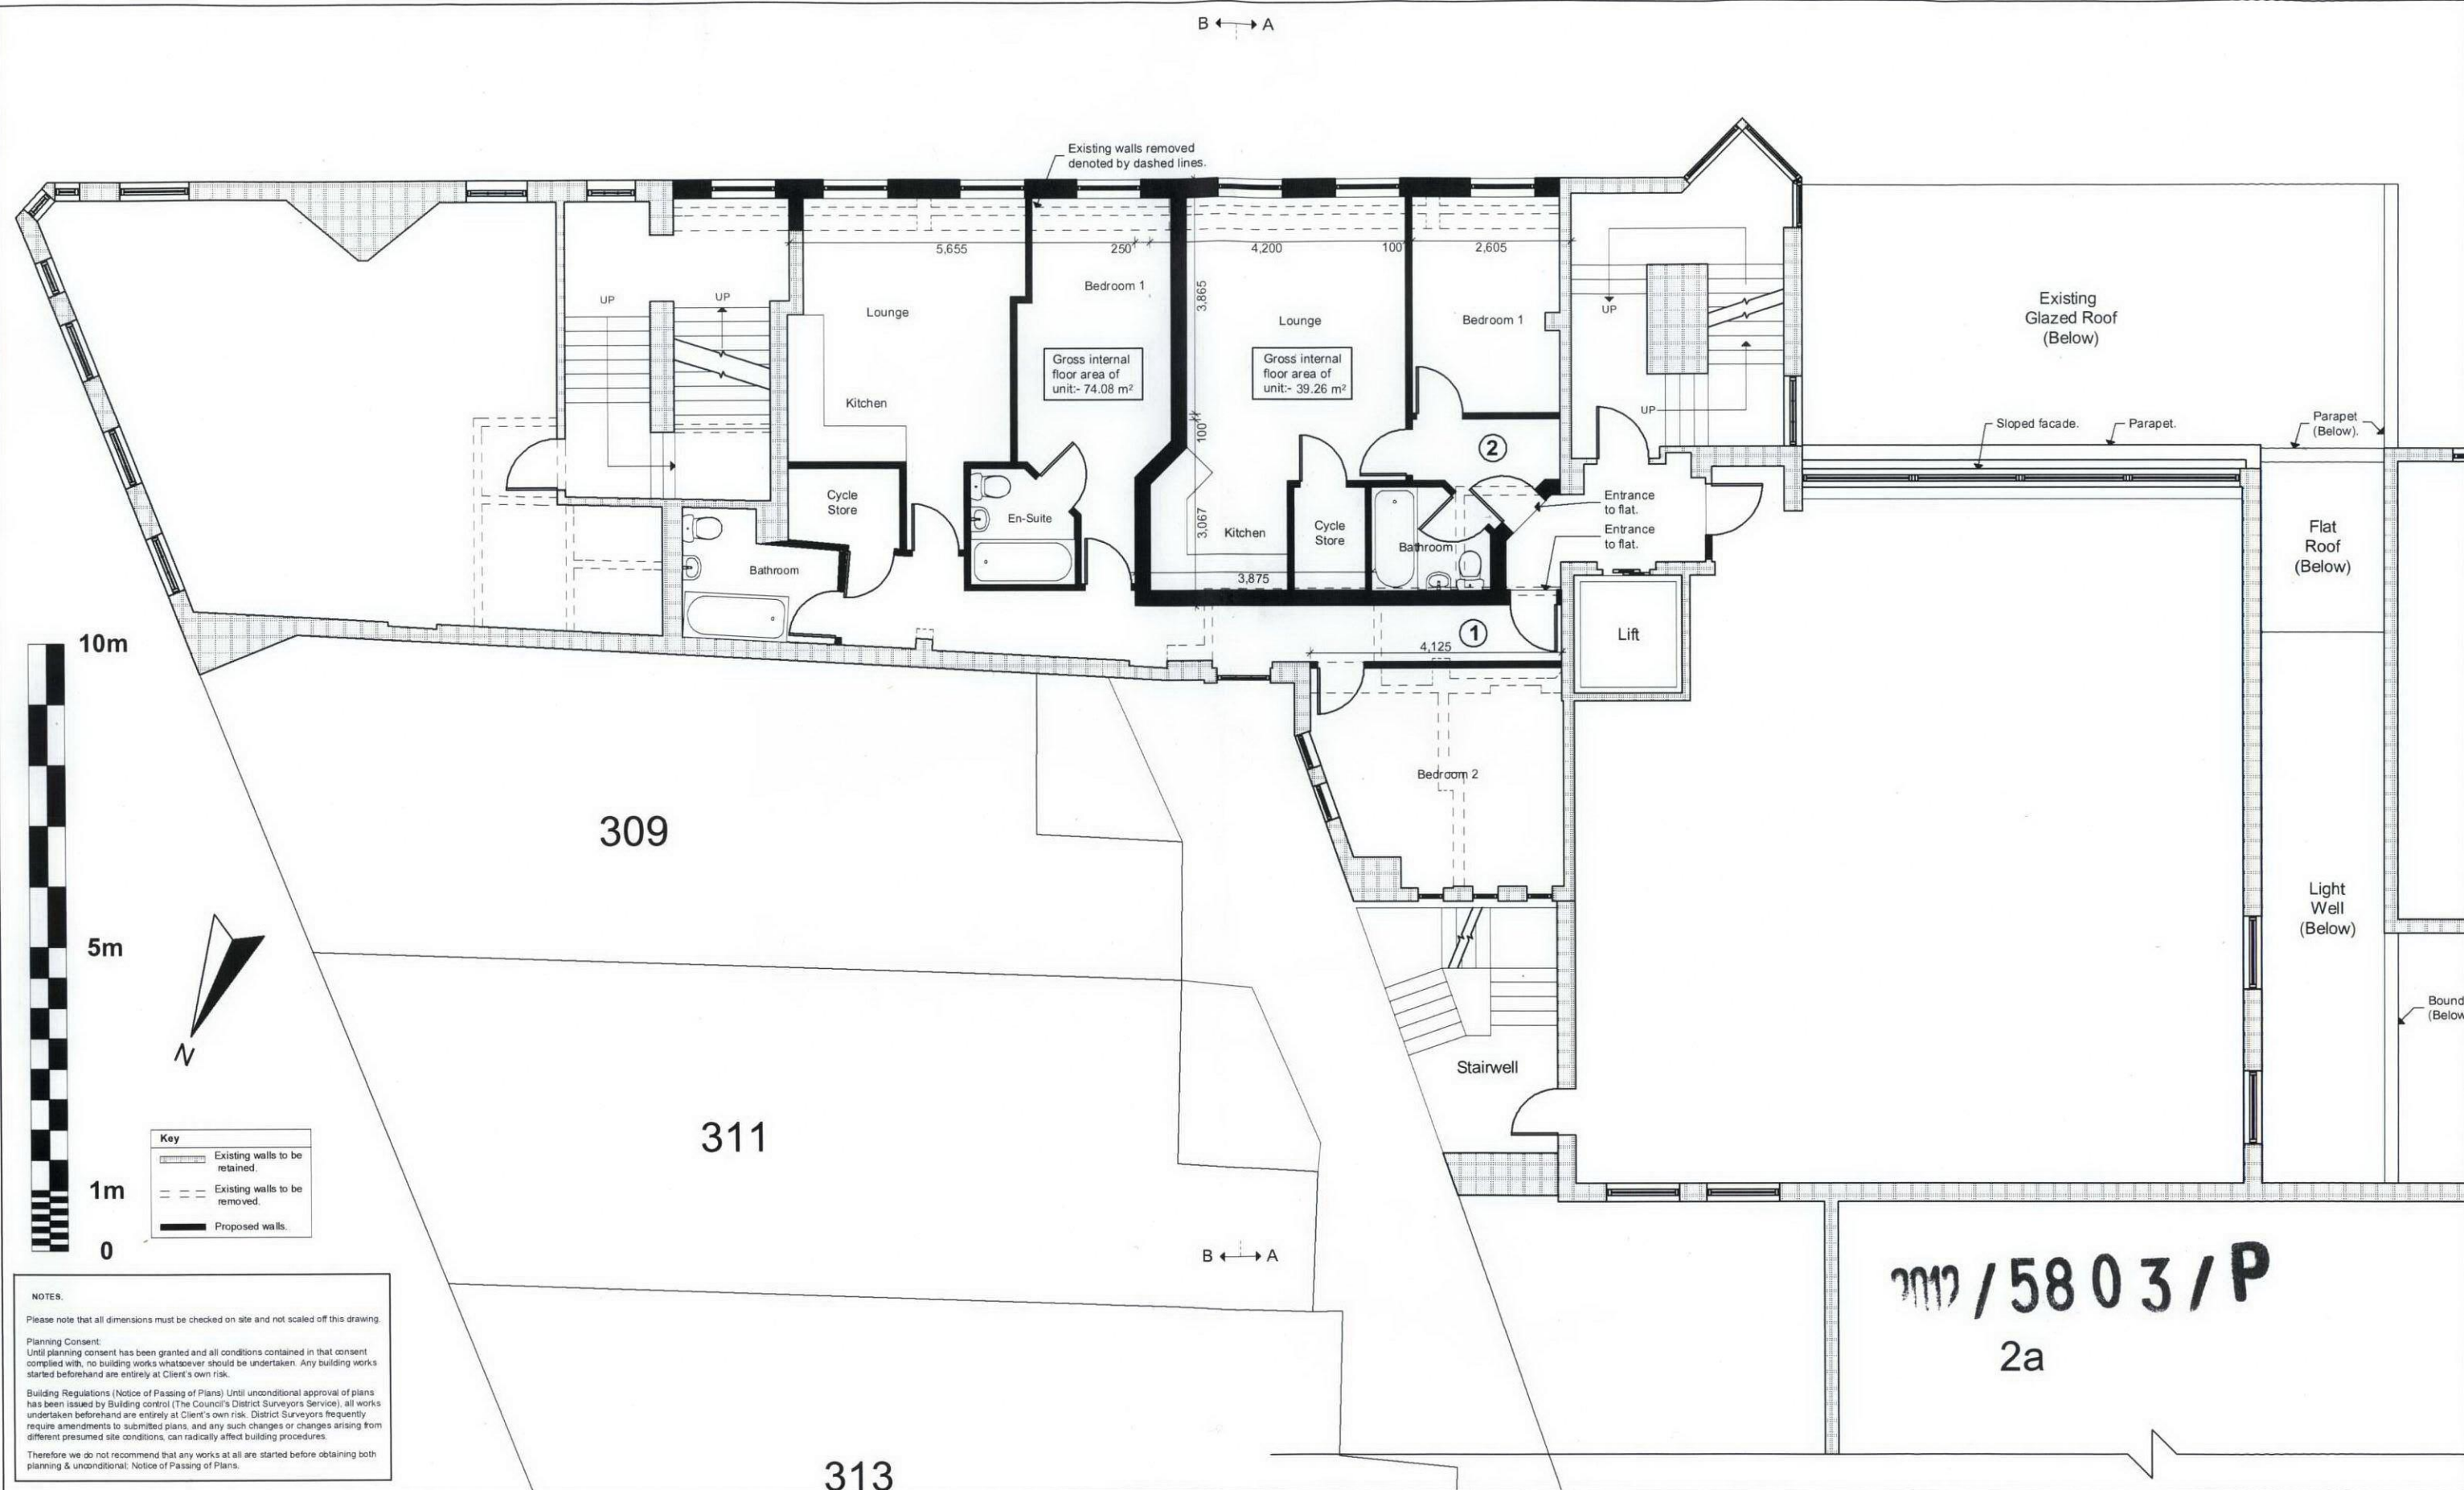 B A
Existing walls removed
denoted by dashed lines.
5,655
250
4,200
100
2,605
Bedroom 1
3,865
Lounge
Lounge
Bedroom 1
UP
UP
UP
Existing
Glazed Roof
(Below)
Gross internal
floor area of
unit:- 74.08 m²
Gross internal
floor area of
unit:- 39.26 m²
Kitchen
UP
100
Sloped facade.
Parapet.
Parapet
(Below).
2
Cycle
Store
En-Suite
3,067
Kitchen
Cycle
Store
Bathroom
Entrance
to flat.
Entrance
to flat.
Flat
Roof
(Below)
Bathroom
3,875
1
4,125
Lift
10m
Bedroom 2
309
5m
N
Light
Well
(Below)
Bound
(Below
Stairwell
311
1m
0
Key
Existing walls to be
retained.
Existing walls to be
removed.
Proposed walls.
B A
/5803/P
2a
NOTES.
Please note that all dimensions must be checked on site and not scaled off this drawing.
Planning Consent:
Until planning consent has been granted and all conditions contained in that consent
complied with, no building works whatsoever should be undertaken. Any building works
started beforehand are entirely at Client's own risk.
Building Regulations (Notice of Passing of Plans) Until unconditional approval of plans
has been issued by Building control (The Council's District Surveyors Service), all works
undertaken beforehand are entirely at Client's own risk. District Surveyors frequently
require amendments to submitted plans, and any such changes or changes arising from
different presumed site conditions, can radically affect building procedures.
Therefore we do not recommend that any works at all are started before obtaining both
planning & unconditional; Notice of Passing of Plans.
313